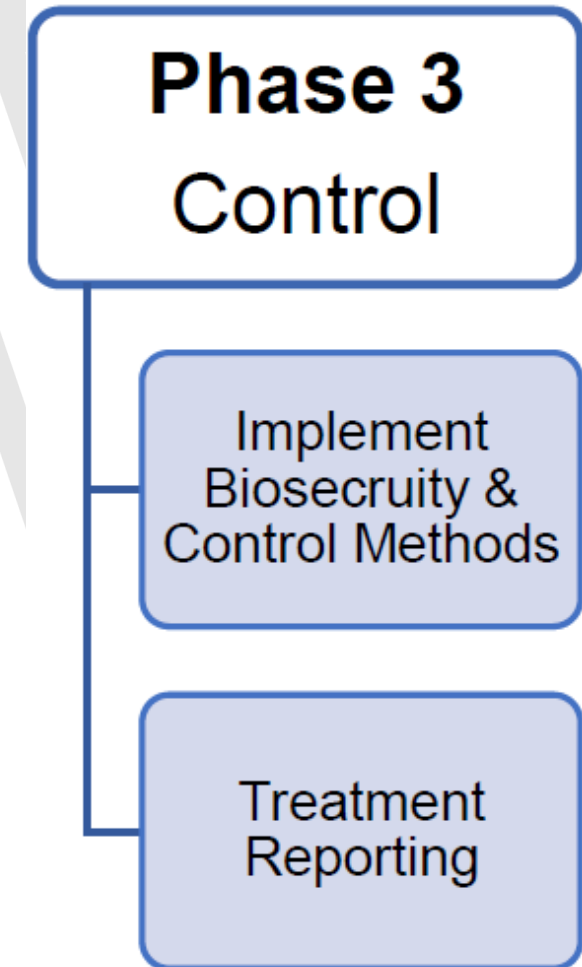 Phase 3
Control
Implement
Biosecruity &
Control Methods
Treatment
Reporting